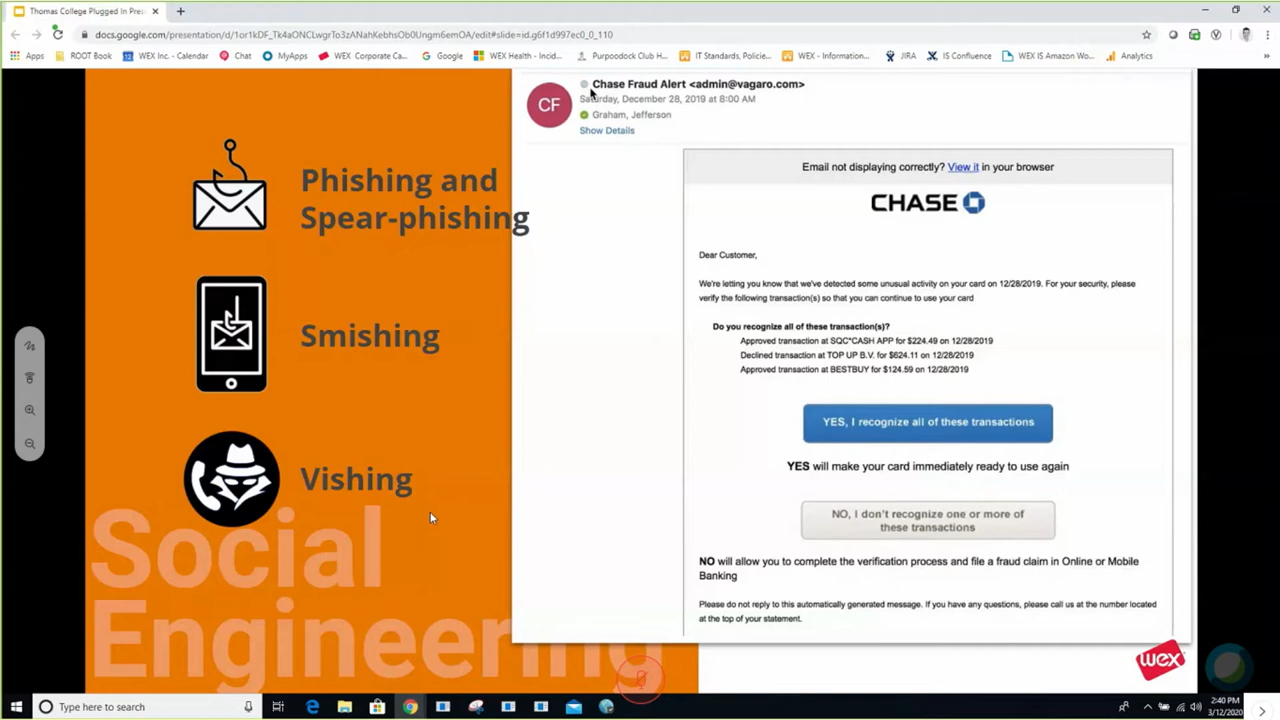 Thomas College Plugged In Pres
docs.google.com/presentation/d/1or1kDF_Tk4aONCLwgrTo3zANahKebhsOb0Ungm6emOA/edit#slide=id.g6f1d997ec0_0_110
Apps ROOT Book WEX Inc. - Calendar Chat MyApps WEX Corporate Ca... Google WEX Health - Incid... Purpoodock Club H... IT Standards, Policie... WEX - Information... JIRA IS Confluence WEX IS Amazon Wo... Analytics
CF
Chase Fraud Alert <admin@vagaro.com>
Saturday, December 28, 2019 at 8:00 AM
Graham, Jefferson
Show Details
Email not displaying correctly? View it in your browser
CHASE
Dear Customer,
We're letting you know that we've detected some unusual activity on your card on 12/28/2019. For your security, please
verify the following transaction(s) so that you can continue to use your card
Do you recognize all of these transaction(s)?
Approved transaction at SQC*CASH APP for $224.49 on 12/28/2019
Declined transaction at TOP UP B.V. for $624.11 on 12/28/2019
Approved transaction at BESTBUY for $124.59 on 12/28/2019
YES, I recognize all of these transactions
YES will make your card immediately ready to use again
NO, I don't recognize one or more of
these transactions
NO will allow you to complete the verification process and file a fraud claim in Online or Mobile
Banking
Please do not reply to this automatically generated message. If you have any questions, please call us at the number located
at the top of your statement.
Phishing and
Spear-phishing
Smishing
Vishing
Social
Engineering
wex
Type here to search
2:40 PM
3/12/2020